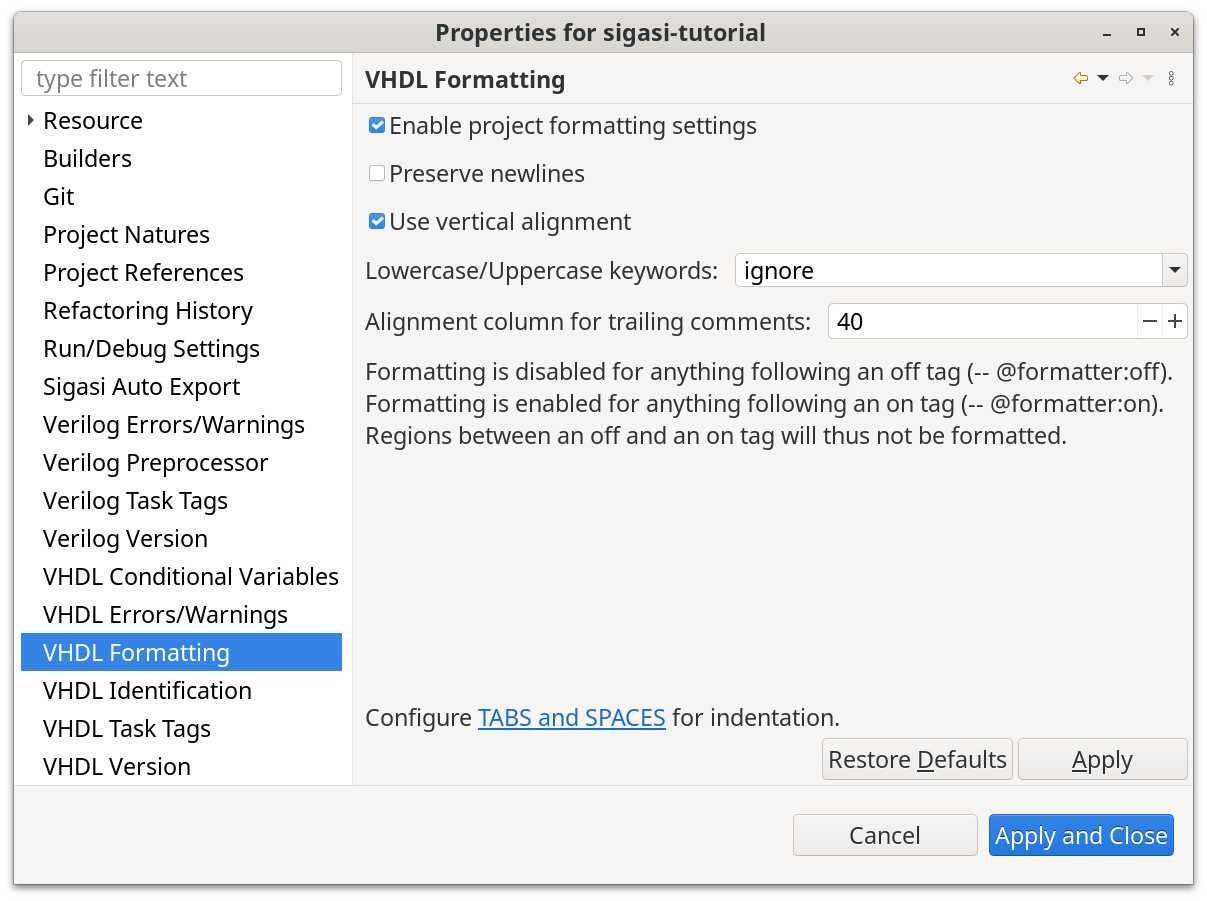 Properties for sigasi-tutorial
type filter text
Resource
Builders
Git
Project Natures
Project References
Refactoring History
Run/Debug Settings
Sigasi Auto Export
Verilog Errors/Warnings
Verilog Preprocessor
Verilog Task Tags
Verilog Version
VHDL Conditional Variables
VHDL Errors/Warnings
VHDL Formatting
VHDL Identification
VHDL Task Tags
VHDL Version
VHDL Formatting
Enable project formatting settings
Preserve newlines
Use vertical alignment
Lowercase/Uppercase keywords: ignore
Alignment column for trailing comments: 40
Formatting is disabled for anything following an off tag (-- @formatter:off).
Formatting is enabled for anything following an on tag (-- @formatter:on).
Regions between an off and an on tag will thus not be formatted.
Configure TABS and SPACES for indentation.
Restore Defaults Apply
Cancel Apply and Close